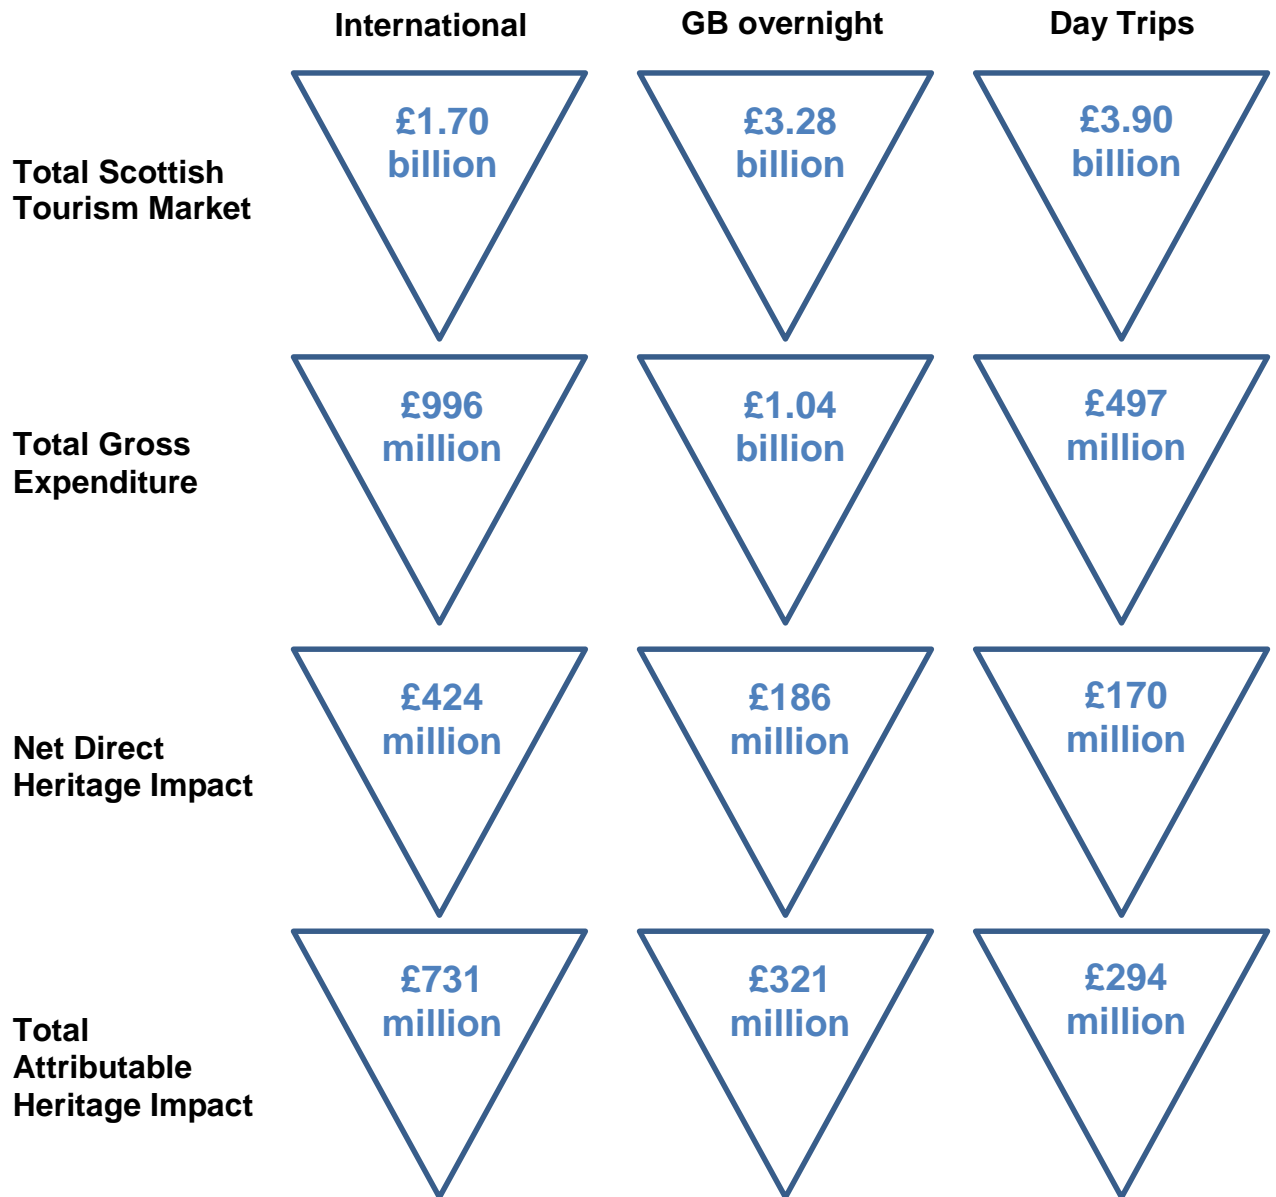 International GB overnight Day Trips
Total Scottish
Tourism Market
£1.70
billion
£3.28
billion
£3.90
billion
Total Gross
Expenditure
£996
million
£1.04
billion
£497
million
Net Direct
Heritage Impact
£424
million
£186
million
£170
million
Total
Attributable
Heritage Impact
£731
million
£321
million
£294
million